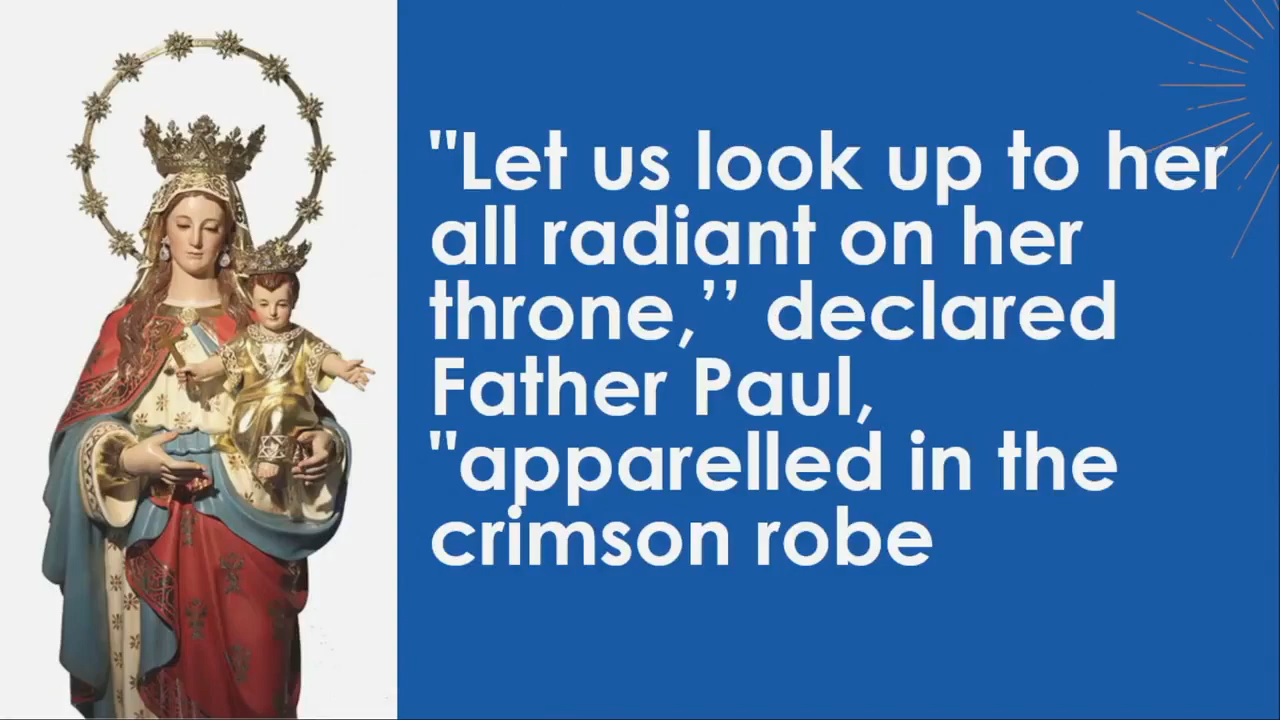 "Let us look up to her
all radiant on her
throne,’’ declared
Father Paul,
"apparelled in the
crimson robe